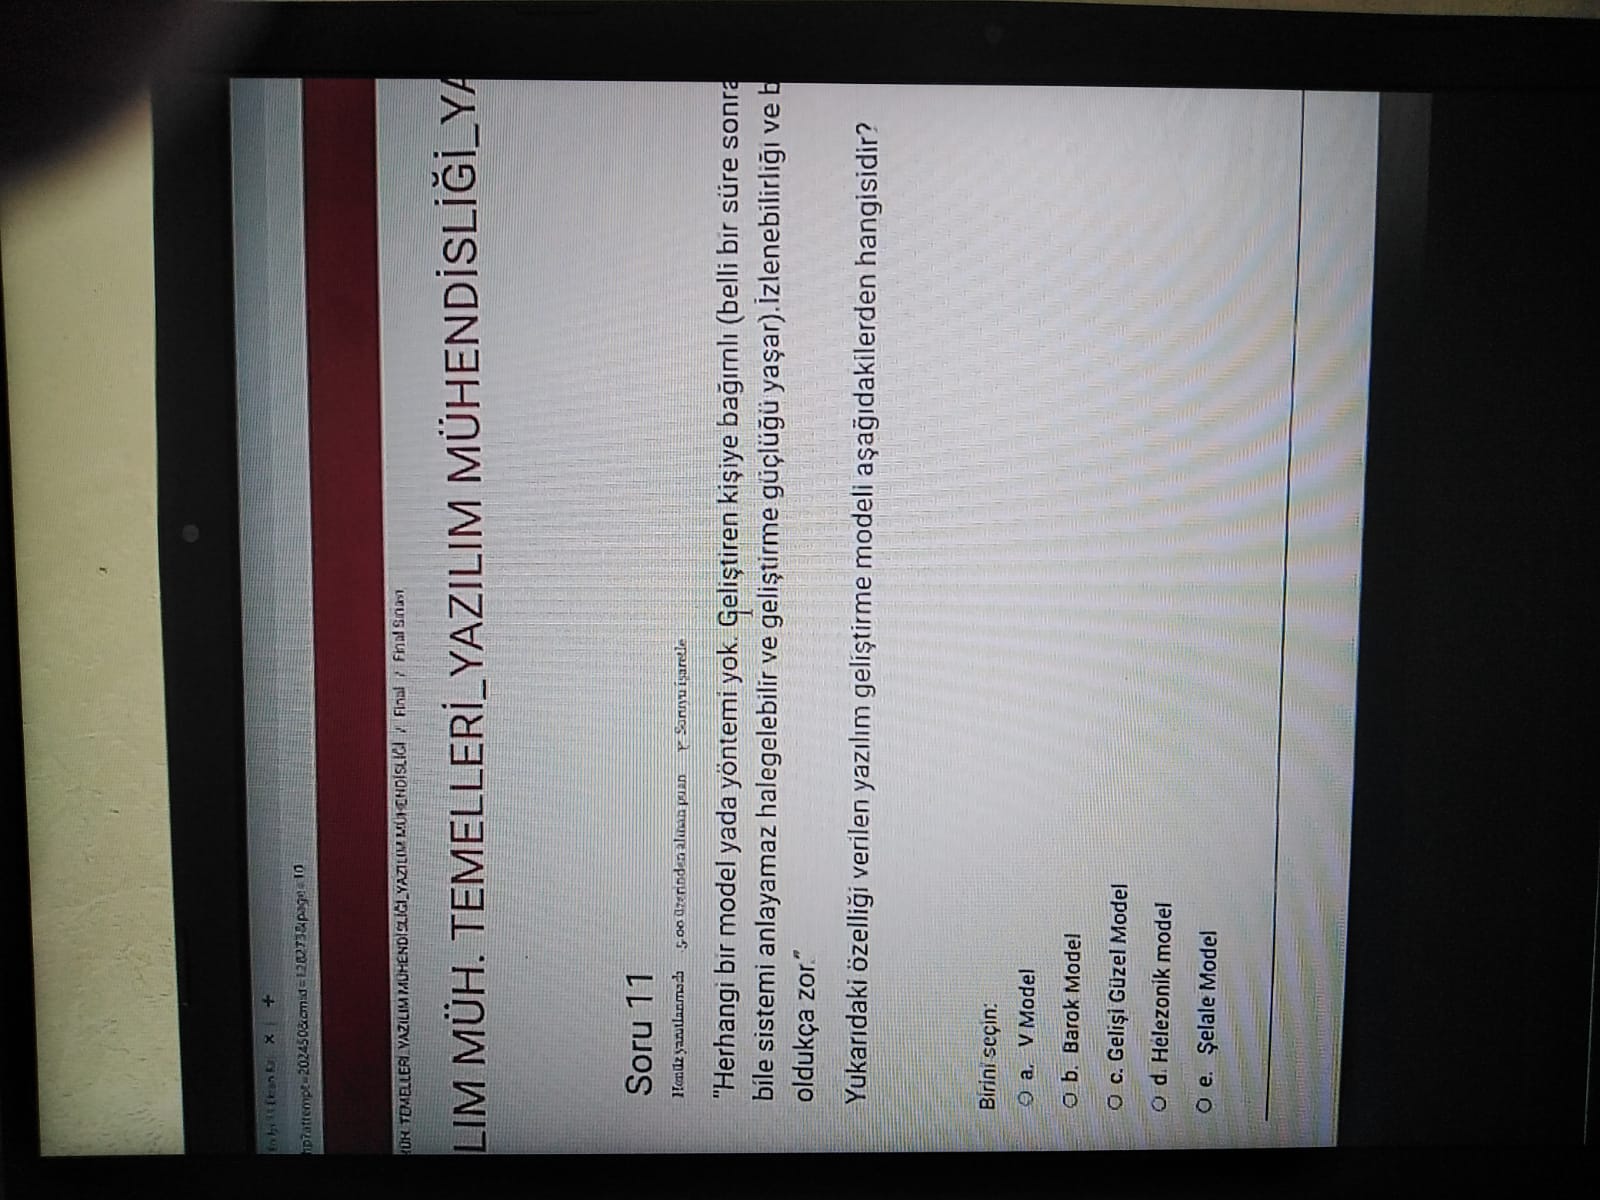 hp?attempt=202450&cmid=128273&page=10
MÜH. TEMELLERİ_YAZILIM MÜHENDİSLİĞİ_YAZILIM MÜHENDİSLİĞİ / Final / Final Sınavı
LIM MÜH. TEMELLERİ_YAZILIM MÜHENDİSLİĞİ_YA
Soru 11
Henüz yanıtlanmadı 5,00 üzerinden alınan puan Soruyu işaretle
"Herhangi bir model yada yöntemi yok. Geliştiren kişiye bağımlı (belli bir süre sonra
bile sistemi anlayamaz halegelebilir ve geliştirme güçlüğü yaşar).İzlenebilirliği ve b
oldukça zor."
Yukarıdaki özelliği verilen yazılım geliştirme modeli aşağıdakilerden hangisidir?
Birini seçin:
a. V Model
b. Barok Model
c. Gelişi Güzel Model
d. Helezonik model
e. Şelale Model